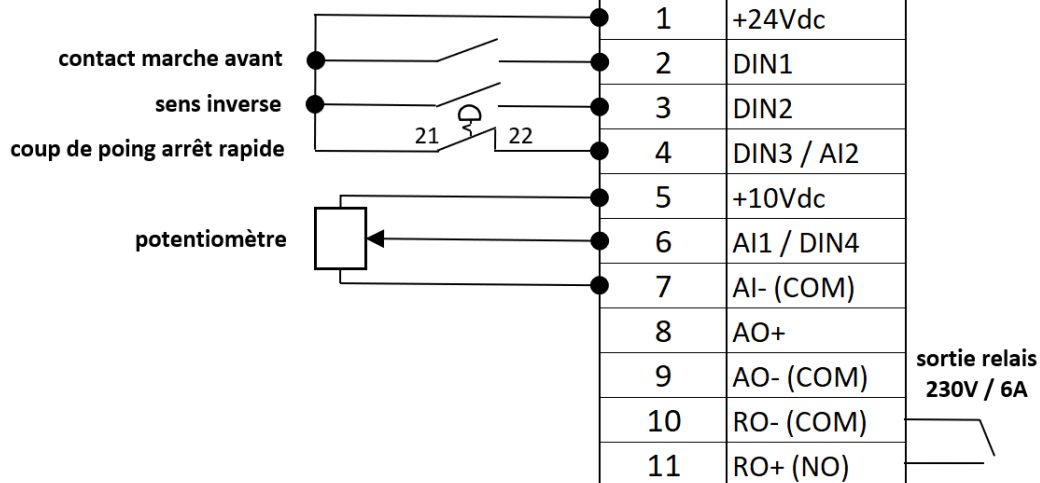 1 +24Vdc
contact marche avant 2 DIN1
sens inverse 3 DIN2
coup de poing arrêt rapide 21 22 4 DIN3 / AI2
5 +10Vdc
potentiomètre 6 AI1 / DIN4
7 AI- (COM)
8 AO+
sortie relais
9 AO- (COM)
230V / 6A
10 RO- (COM)
11 RO+ (NO)